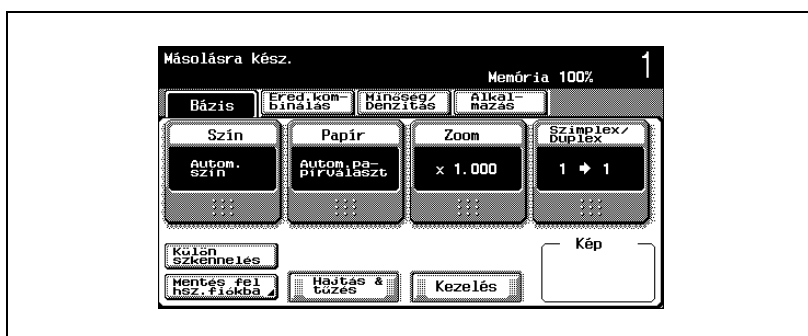 Másolásra kész.
Memória 100% 1
Bázis
Ered.kom-
binálás
Minőség/
Denzitás
Alkal-
mazás
Szín
Papír
Zoom
Szimplex/
Duplex
Autom.
szín
Autom.pa-
pírválaszt
x 1.000
1 → 1
Külön
szkennelés
Kép
Mentés fel
hsz.fiókba
Hajtás &
tűzés
Kezelés